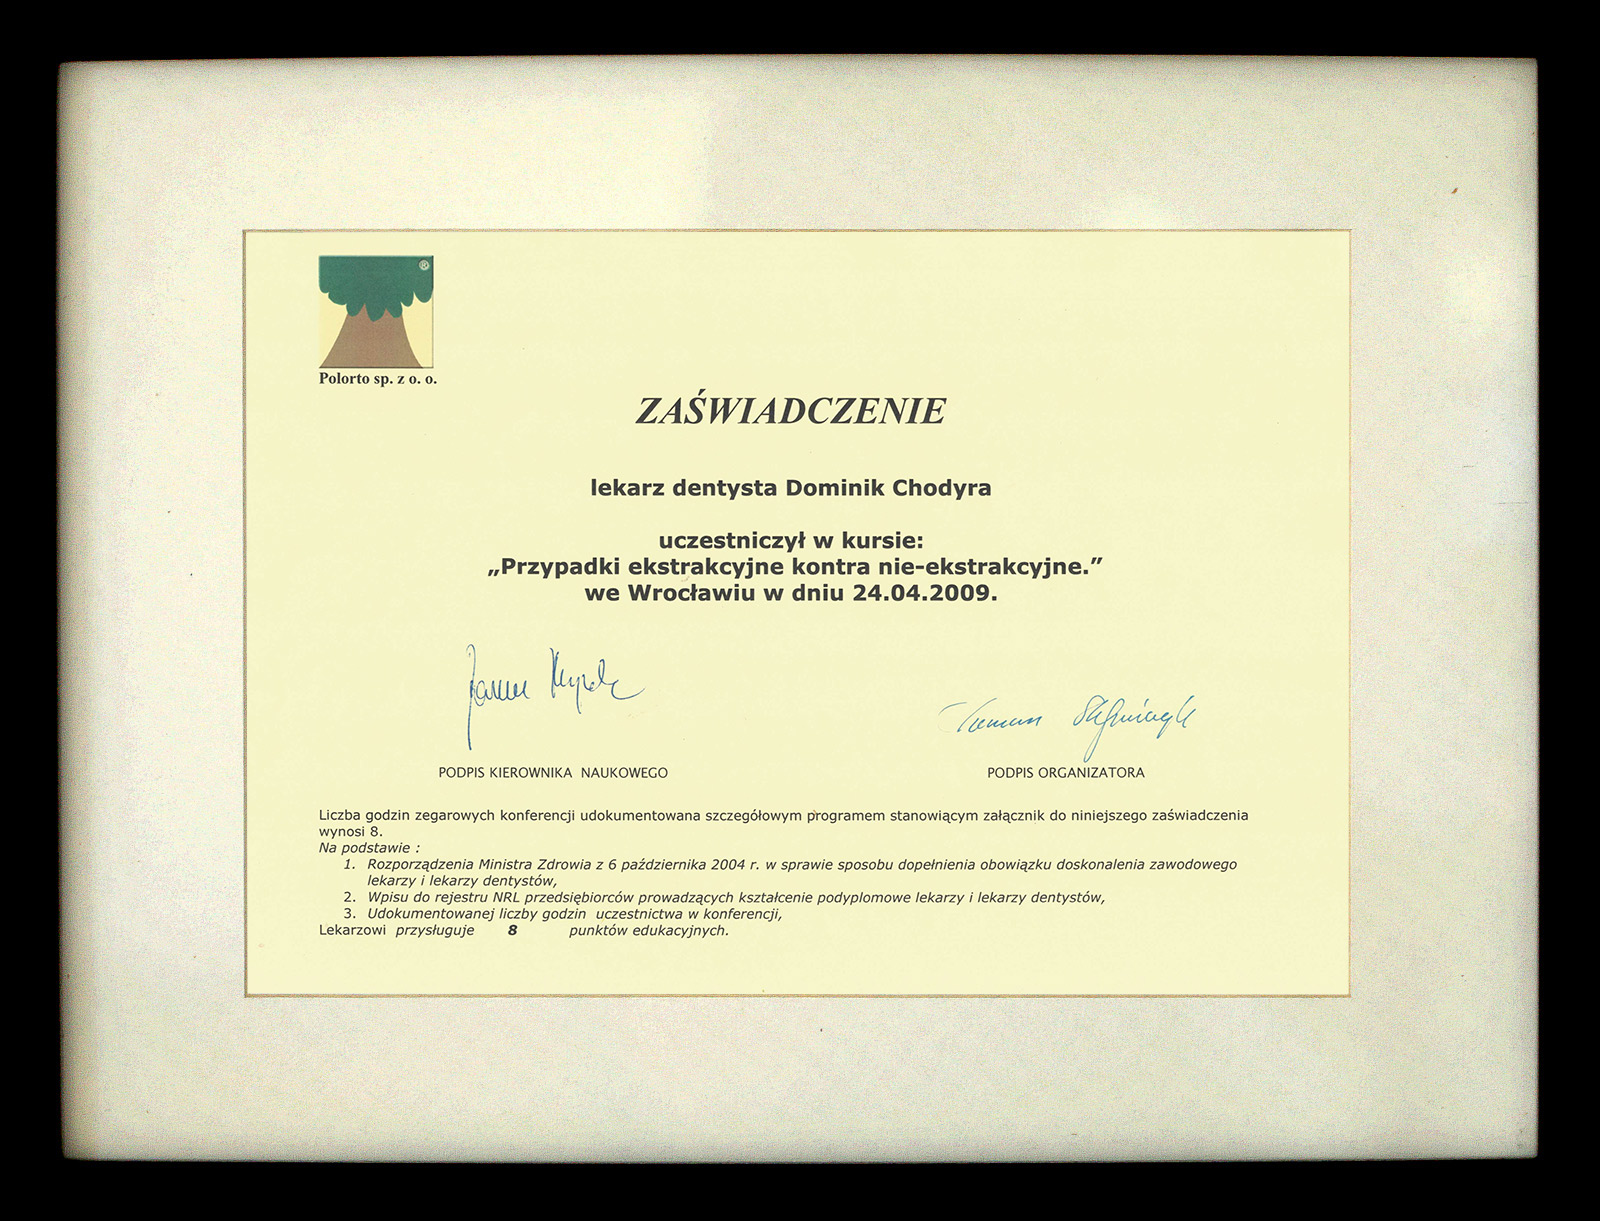 ®
Polorto sp. z o. o.
ZAŚWIADCZENIE
lekarz dentysta Dominik Chodyra
uczestniczył w kursie:
„Przypadki ekstrakcyjne kontra nie-ekstrakcyjne.”
we Wrocławiu w dniu 24.04.2009.
PODPIS KIEROWNIKA NAUKOWEGO
PODPIS ORGANIZATORA
Liczba godzin zegarowych konferencji udokumentowana szczegółowym programem stanowiącym załącznik do niniejszego zaświadczenia
wynosi 8.
Na podstawie :
1. Rozporządzenia Ministra Zdrowia z 6 października 2004 r. w sprawie sposobu dopełnienia obowiązku doskonalenia zawodowego
lekarzy i lekarzy dentystów,
2. Wpisu do rejestru NRL przedsiębiorców prowadzących kształcenie podyplomowe lekarzy i lekarzy dentystów,
3. Udokumentowanej liczby godzin uczestnictwa w konferencji,
Lekarzowi przysługuje 8 punktów edukacyjnych.